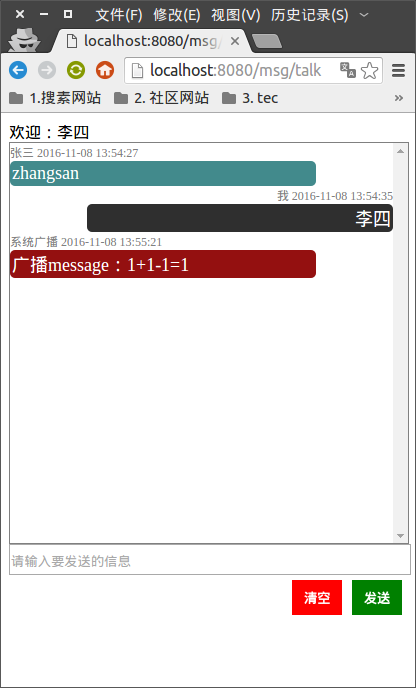 文件(F) 修改(E) 视图(V) 历史记录(S)
localhost:8080/msg/
localhost:8080/msg/talk
1.搜素网站 2. 社区网站 3. tec »
欢迎：李四
张三 2016-11-08 13:54:27
zhangsan
我 2016-11-08 13:54:35
李四
系统广播 2016-11-08 13:55:21
广播message：1+1-1=1
请输入要发送的信息
清空 发送